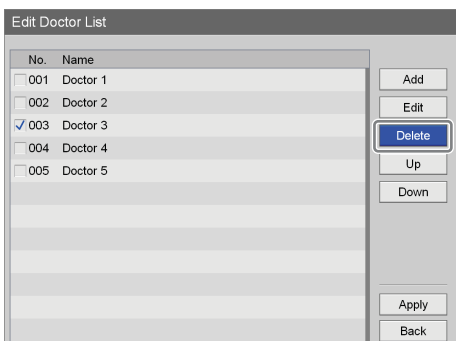 Edit Doctor List
No. Name
001 Doctor 1
002 Doctor 2
003 Doctor 3
004 Doctor 4
005 Doctor 5
Add
Edit
Delete
Up
Down
Apply
Back